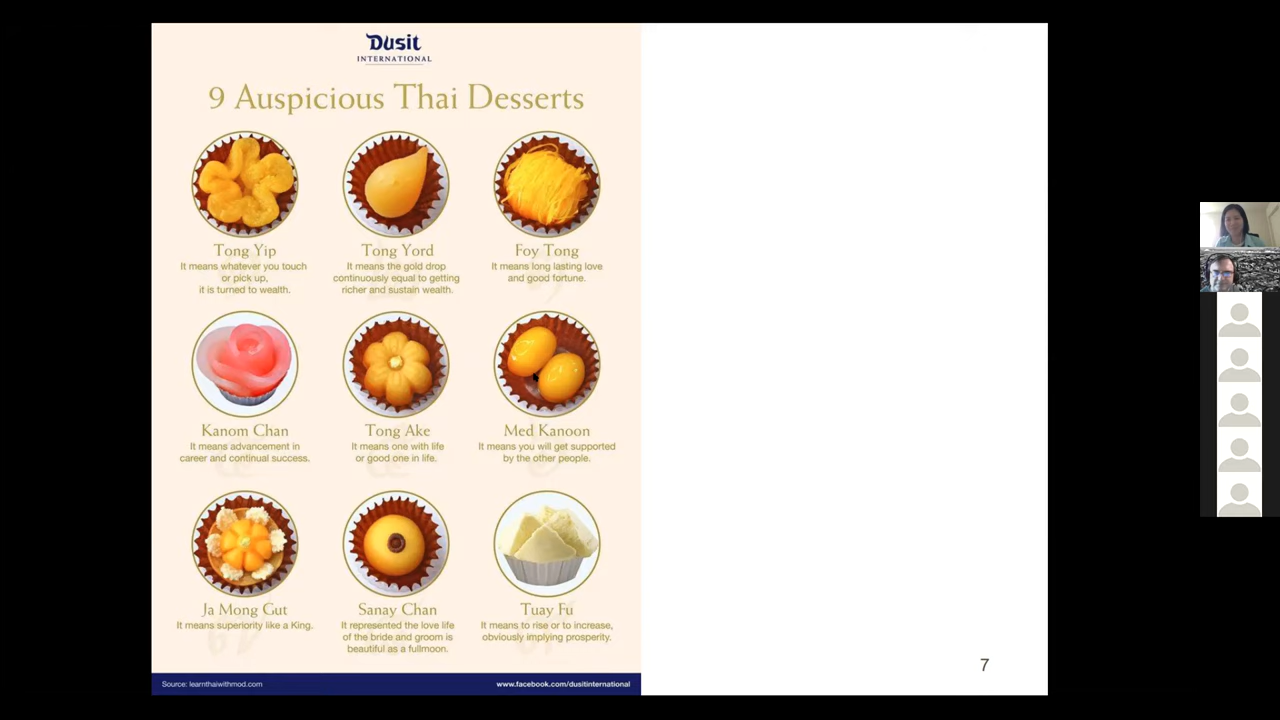 Dusit
INTERNATIONAL
9 Auspicious Thai Desserts
Tong Yip
It means whatever you touch
or pick up,
it is turned to wealth.
Tong Yord
It means the gold drop
continuously equal to getting
richer and sustain wealth.
Foy Tong
It means long lasting love
and good fortune.
Kanom Chan
It means advancement in
career and continual success.
Tong Ake
It means one with life
or good one in life.
Med Kanoon
It means you will get supported
by the other people.
Ja Mong Gut
It means superiority like a King.
Sanay Chan
It represented the love life
of the bride and groom is
beautiful as a fullmoon.
Tuay Fu
It means to rise or to increase,
obviously implying prosperity.
Source: learnthaiwithmod.com
www.facebook.com/dusitinternational
7